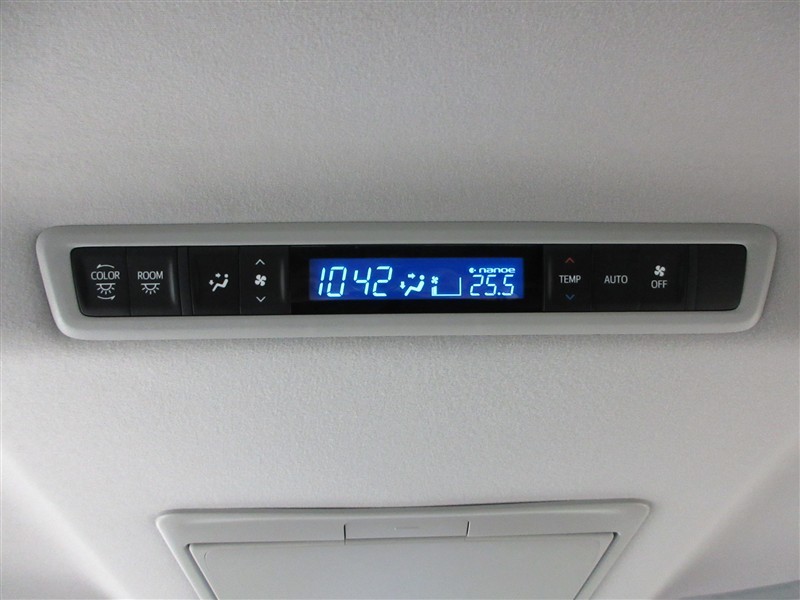 COLOR
ROOM
10 42
nanoe
25.5
TEMP
AUTO
OFF